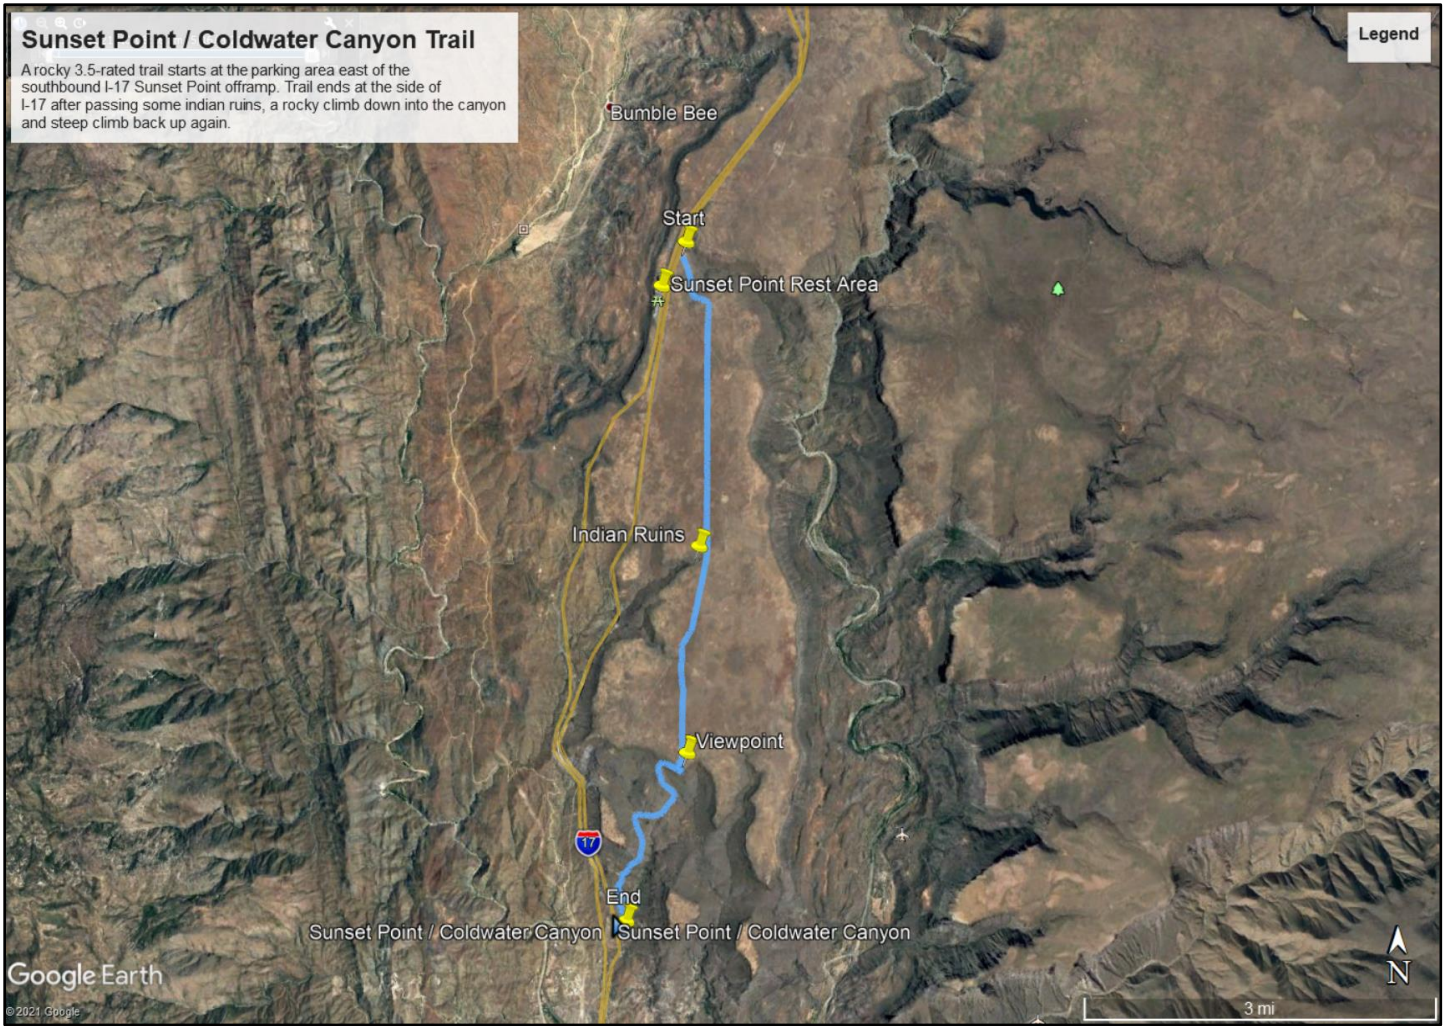 Sunset Point / Coldwater Canyon Trail
A rocky 3.5-rated trail starts at the parking area east of the
southbound I-17 Sunset Point offramp. Trail ends at the side of
I-17 after passing some indian ruins, a rocky climb down into the canyon
and steep climb back up again.
Legend
Bumble Bee
Start
Sunset Point Rest Area
Indian Ruins
Viewpoint
17
End
Sunset Point / Coldwater Canyon
Sunset Point / Coldwater Canyon
Google Earth
N
© 2021 Google
3 mi